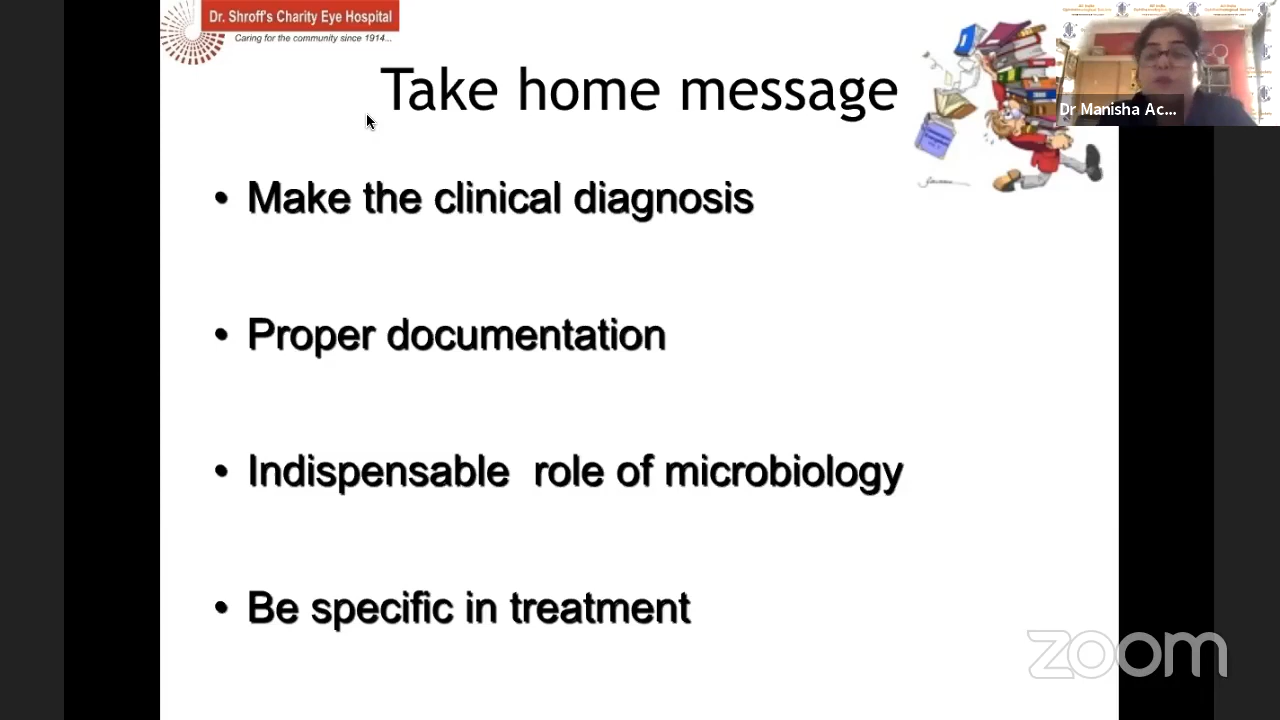 Dr. Shroff's Charity Eye Hospital
Caring for the community since 1914...
Take home message
Dr Manisha Ac...
• Make the clinical diagnosis
• Proper documentation
• Indispensable role of microbiology
• Be specific in treatment
zoom